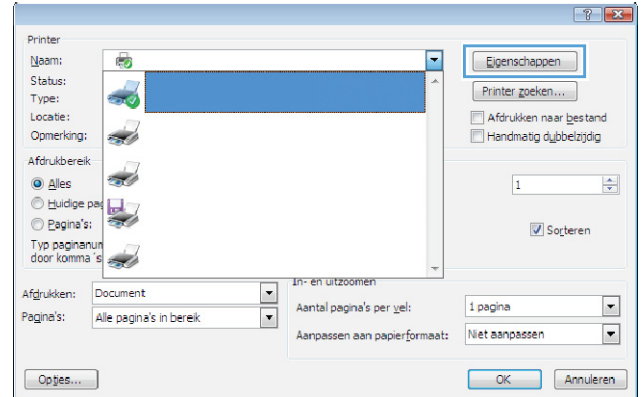 Printer
Naam:
Eigenschappen
Status:
Type:
Printer zoeken...
Locatie:
Afdrukken naar bestand
Opmerking:
Handmatig dubbelzijdig
Afdrukbereik
Alles
1
Huidige pag
Pagina's:
Sorteren
Typ paginanum
door komma´s
In- en uitzoomen
Afdrukken: Document
Aantal pagina's per vel: 1 pagina
Pagina's: Alle pagina's in bereik
Aanpassen aan papierformaat: Niet aanpassen
Opties...
OK
Annuleren